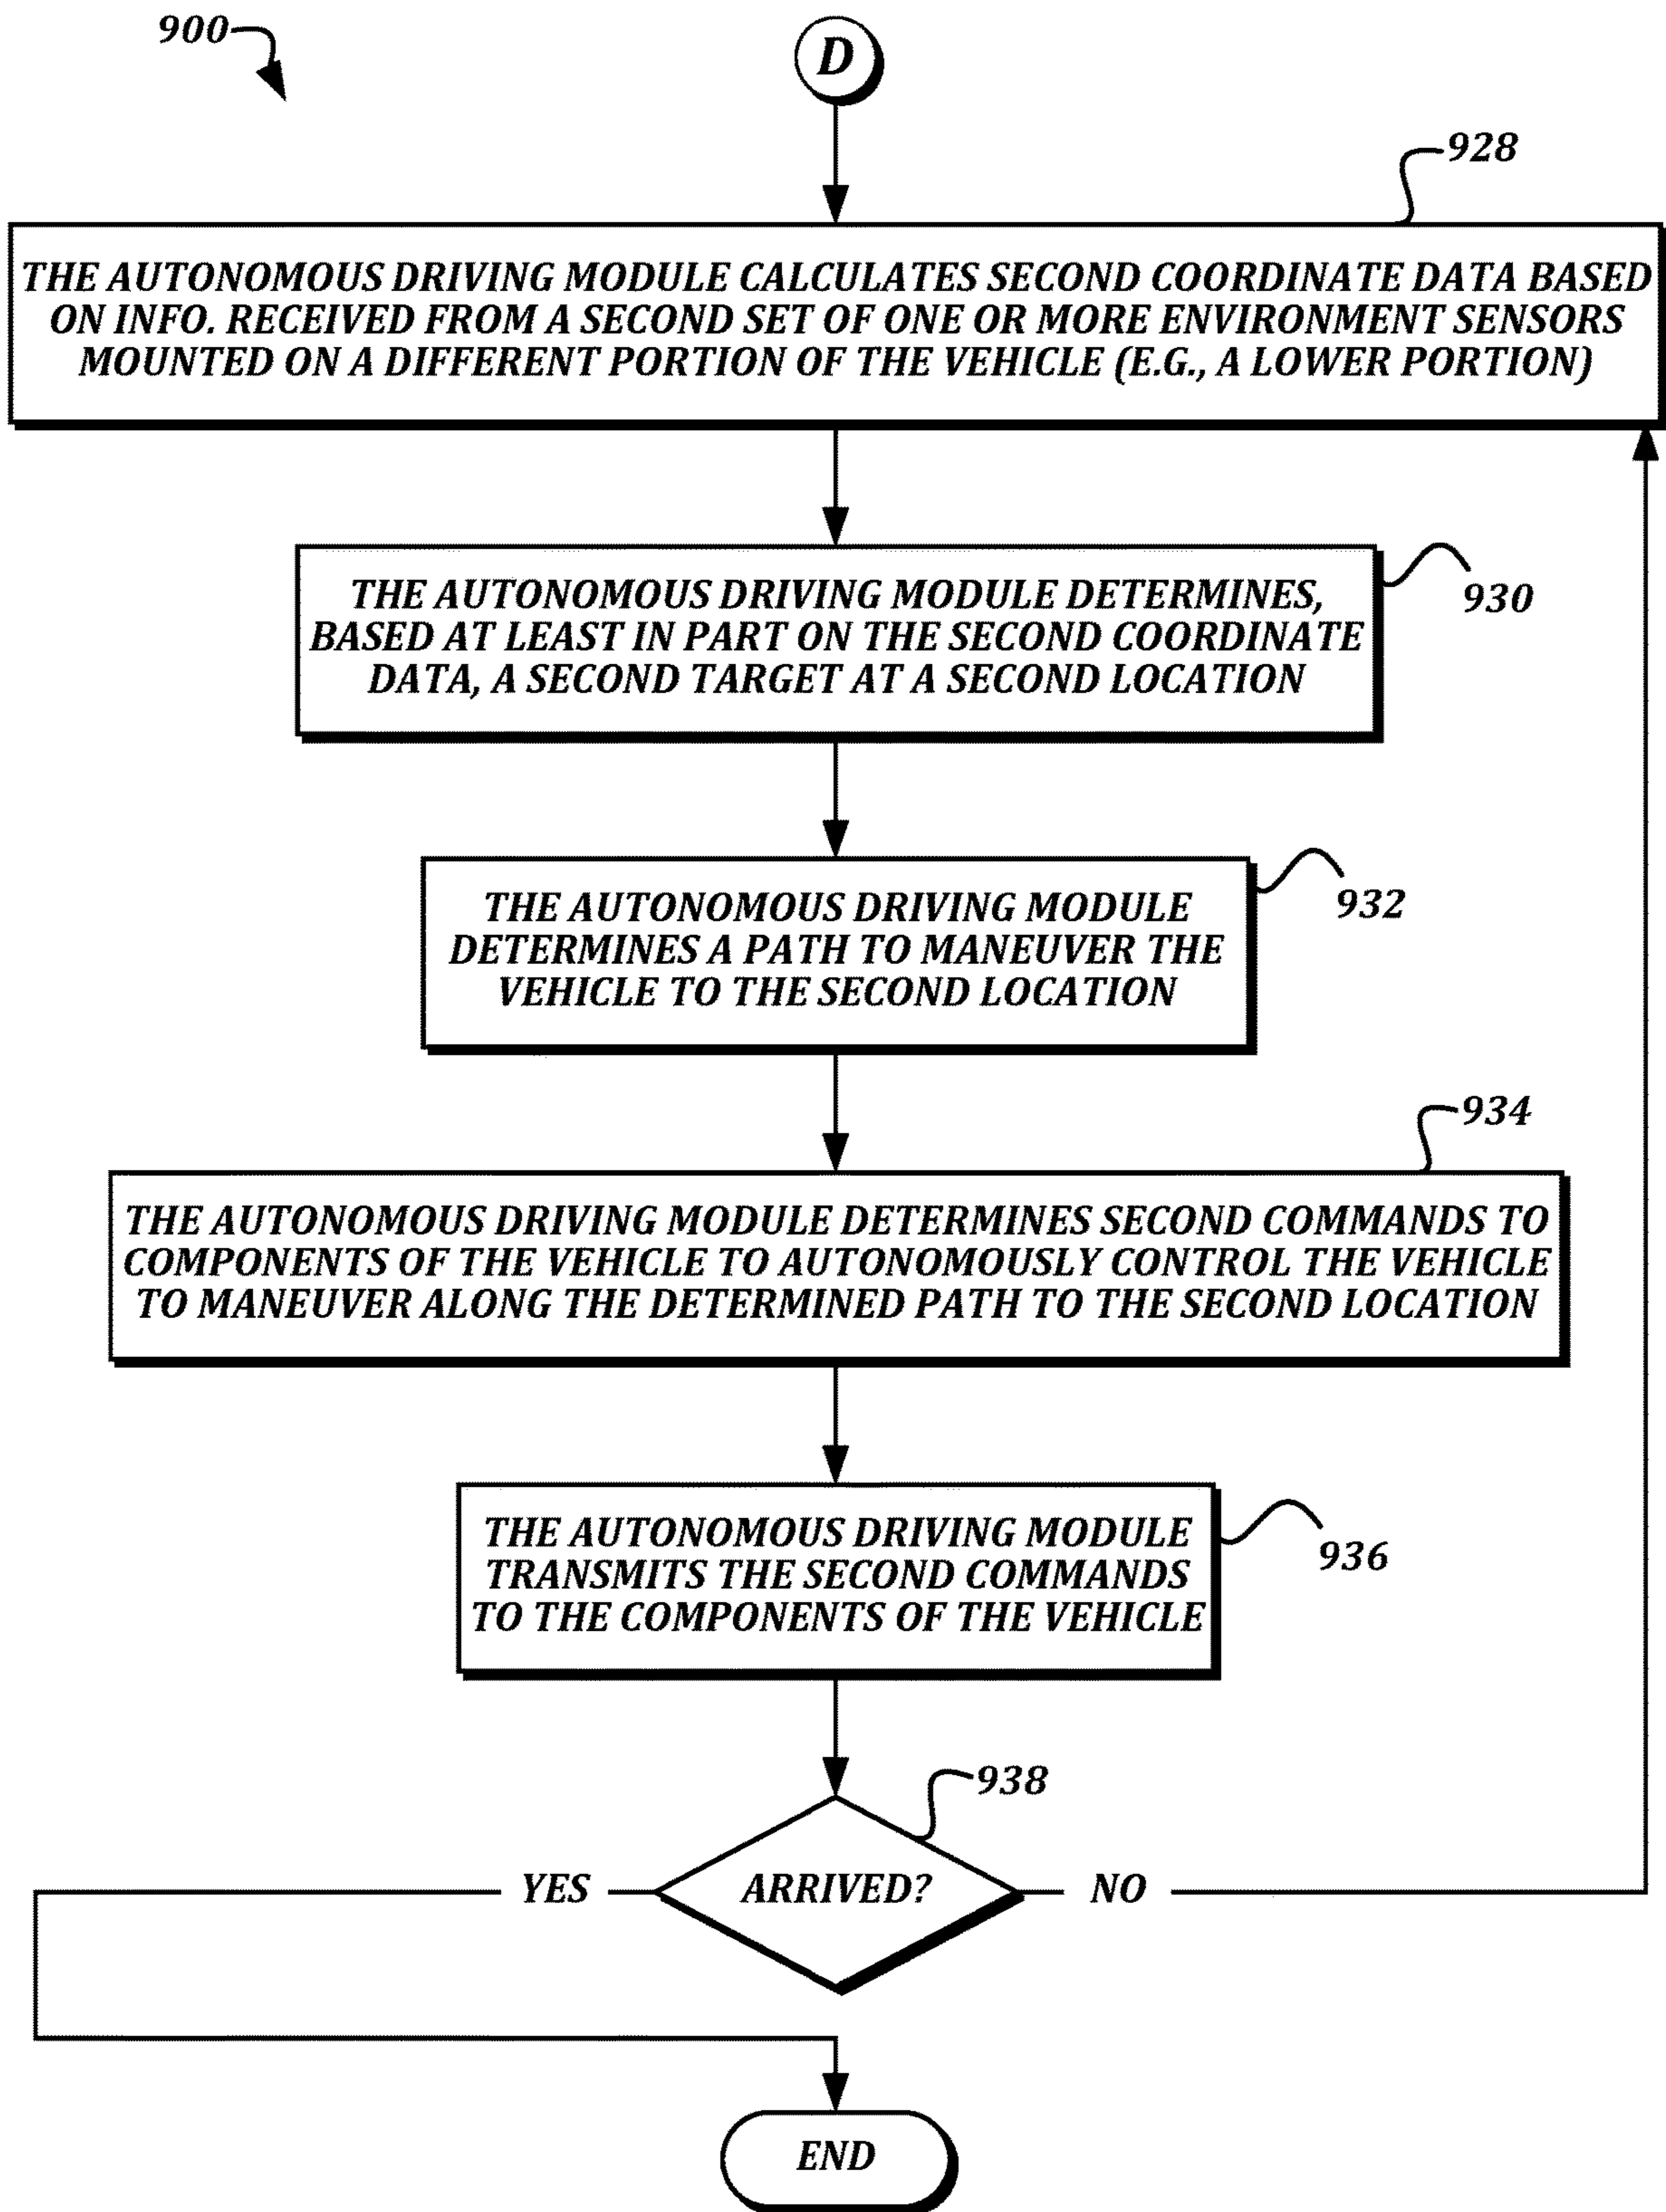 900
D
928
THE AUTONOMOUS DRIVING MODULE CALCULATES SECOND COORDINATE DATA BASED
ON INFO. RECEIVED FROM A SECOND SET OF ONE OR MORE ENVIRONMENT SENSORS
MOUNTED ON A DIFFERENT PORTION OF THE VEHICLE (E.G., A LOWER PORTION)
930
THE AUTONOMOUS DRIVING MODULE DETERMINES,
BASED AT LEAST IN PART ON THE SECOND COORDINATE
DATA, A SECOND TARGET AT A SECOND LOCATION
932
THE AUTONOMOUS DRIVING MODULE
DETERMINES A PATH TO MANEUVER THE
VEHICLE TO THE SECOND LOCATION
934
THE AUTONOMOUS DRIVING MODULE DETERMINES SECOND COMMANDS TO
COMPONENTS OF THE VEHICLE TO AUTONOMOUSLY CONTROL THE VEHICLE
TO MANEUVER ALONG THE DETERMINED PATH TO THE SECOND LOCATION
936
THE AUTONOMOUS DRIVING MODULE
TRANSMITS THE SECOND COMMANDS
TO THE COMPONENTS OF THE VEHICLE
938
YES
ARRIVED?
NO
END